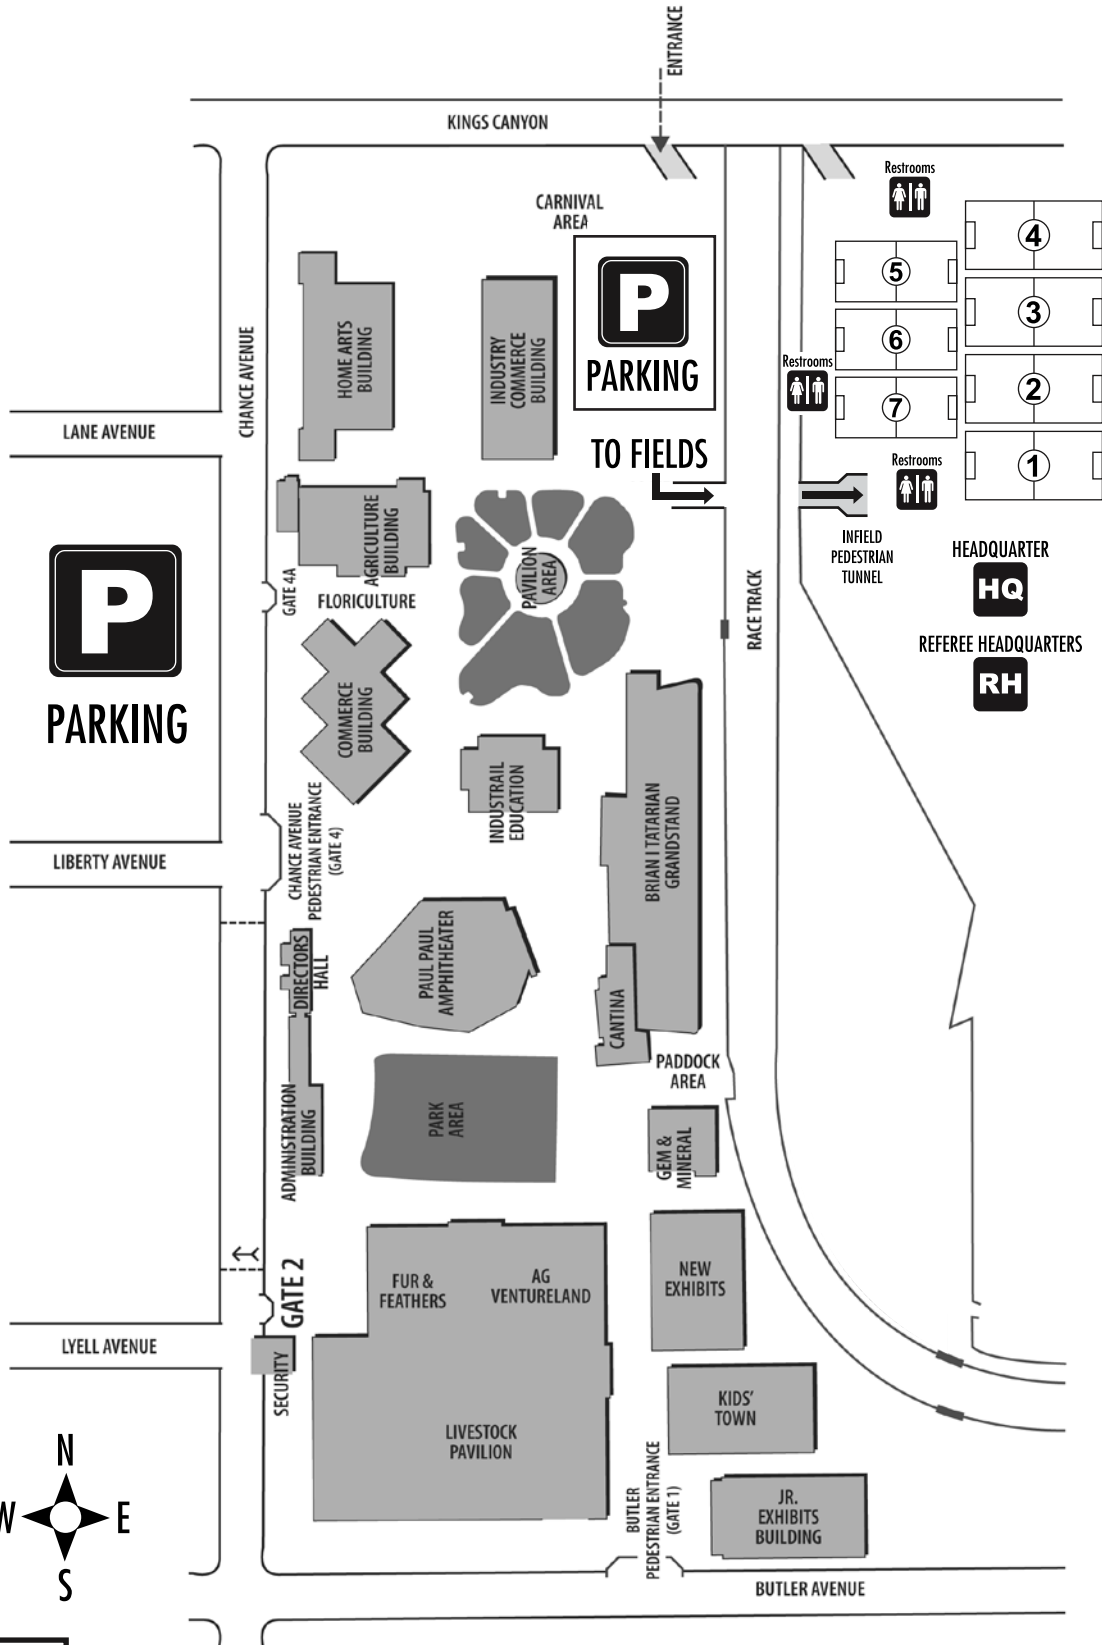 ENTRANCE
KINGS CANYON
Restrooms
CARNIVAL
AREA
4
5
P
PARKING
3
6
Restrooms
2
7
1
HOME ARTS
BUILDING
INDUSTRY
COMMERCE
BUILDING
CHANCE AVENUE
LANE AVENUE
TO FIELDS
Restrooms
INFIELD
PEDESTRIAN
TUNNEL
HEADQUARTER
HQ
REFEREE HEADQUARTERS
RH
AGRICULTURE
BUILDING
PAVILION
AREA
GATE 4A
FLORICULTURE
RACE TRACK
P
PARKING
COMMERCE
BUILDING
INDUSTRAIL
EDUCATION
BRIAN I TATARIAN
GRANDSTAND
CHANCE AVENUE
PEDESTRIAN ENTRANCE
(GATE 4)
LIBERTY AVENUE
DIRECTORS
HALL
PAUL PAUL
AMPHITHEATER
CANTINA
PADDOCK
AREA
ADMINISTRATION
BUILDING
PARK
AREA
GEM &
MINERAL
GATE 2
FUR &
FEATHERS
AG
VENTURELAND
NEW
EXHIBITS
LYELL AVENUE
SECURITY
KIDS'
TOWN
LIVESTOCK
PAVILION
BUTLER
PEDESTRIAN ENTRANCE
(GATE 1)
JR.
EXHIBITS
BUILDING
N
W
E
S
BUTLER AVENUE